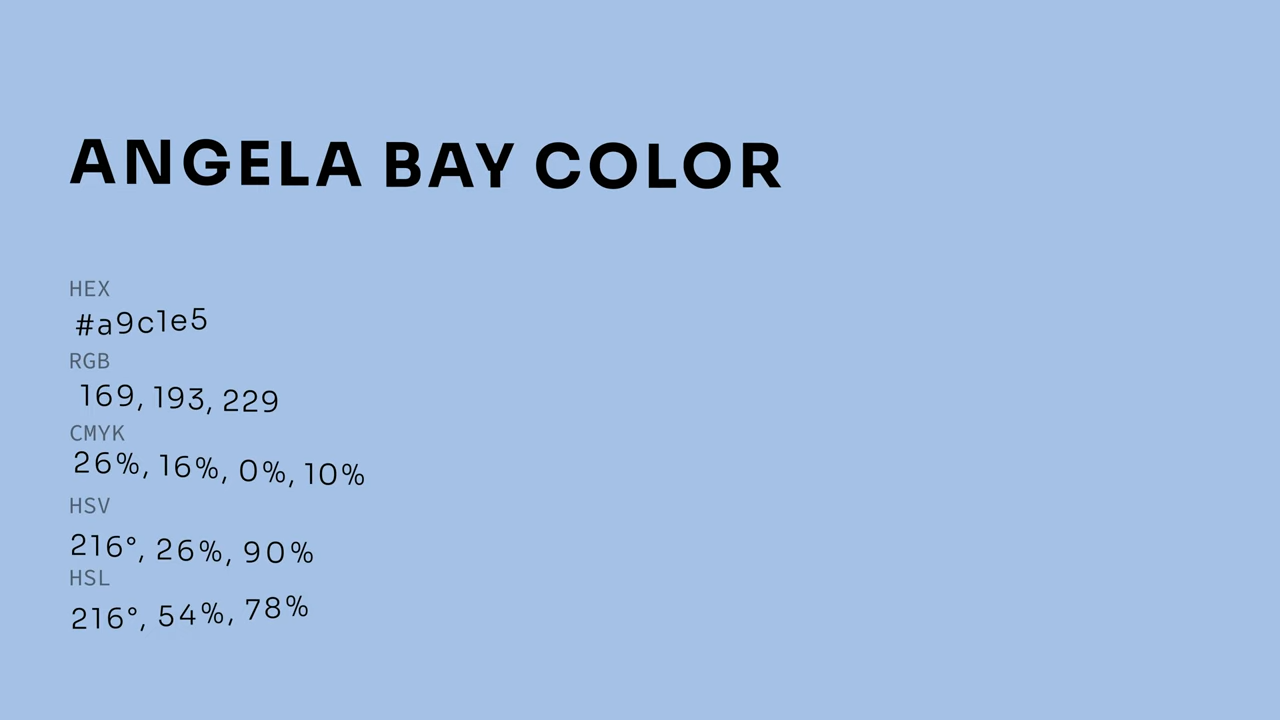 ANGELA BAY COLOR
HEX
#a9c1e5
RGB
169, 193, 229
CMYK
26%, 16%, 0%, 10%
HSV
216°, 26%, 90%
HSL
216°, 54%, 78%